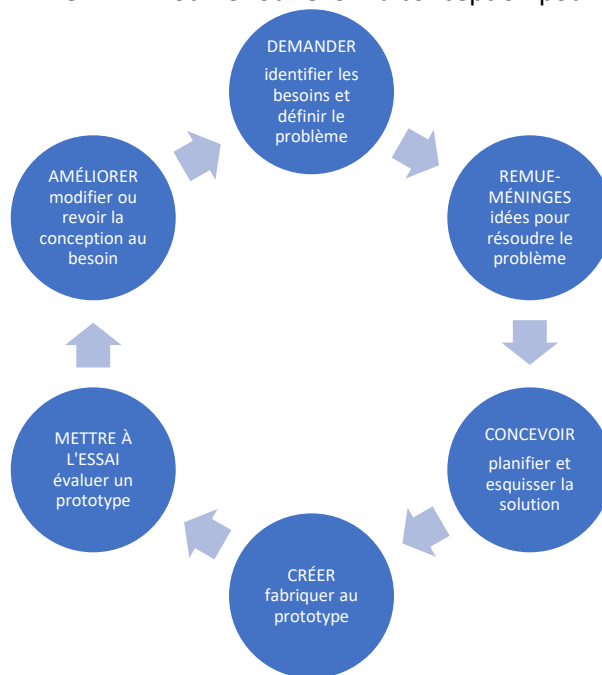 DEMANDER
identifier les
besoins et
définir le
problème
REMUE-
MÉNINGES
idées pour
résoudre le
problème
CONCEVOIR
planifier et
esquisser la
solution
CRÉER
fabriquer au
prototype
METTRE À
L'ESSAI
évaluer un
prototype
AMÉLIORER
modifier ou
revoir la
conception au
besoin